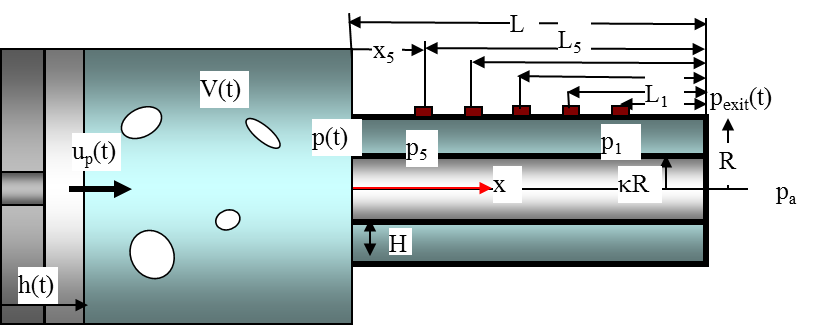 L
x5
L5
V(t)
L1
pexit(t)
up(t)
p(t)
p5
p1
R
x
κR
pa
H
h(t)